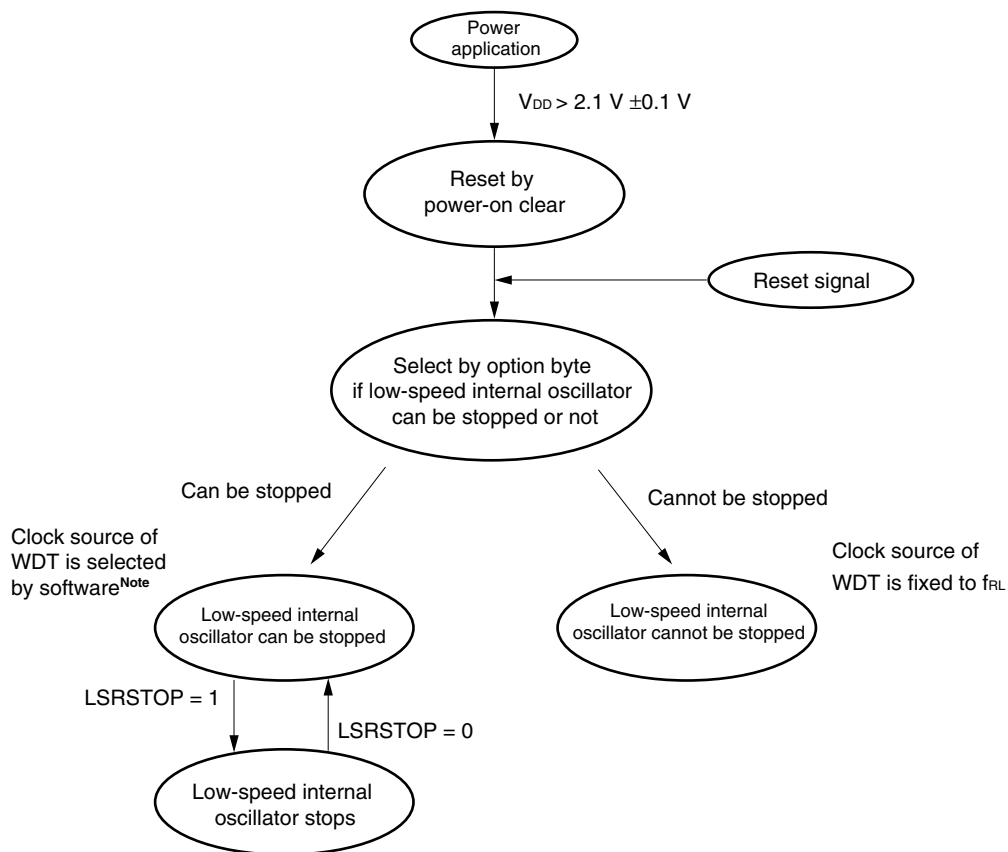 Power
application
VDD > 2.1 V ±0.1 V
Reset by
power-on clear
Reset signal
Select by option byte
if low-speed internal oscillator
can be stopped or not
Can be stopped
Cannot be stopped
Clock source of
WDT is selected
by softwareNote
Clock source of
WDT is fixed to fRL
Low-speed internal
oscillator can be stopped
Low-speed internal
oscillator cannot be stopped
LSRSTOP = 1
LSRSTOP = 0
Low-speed internal
oscillator stops